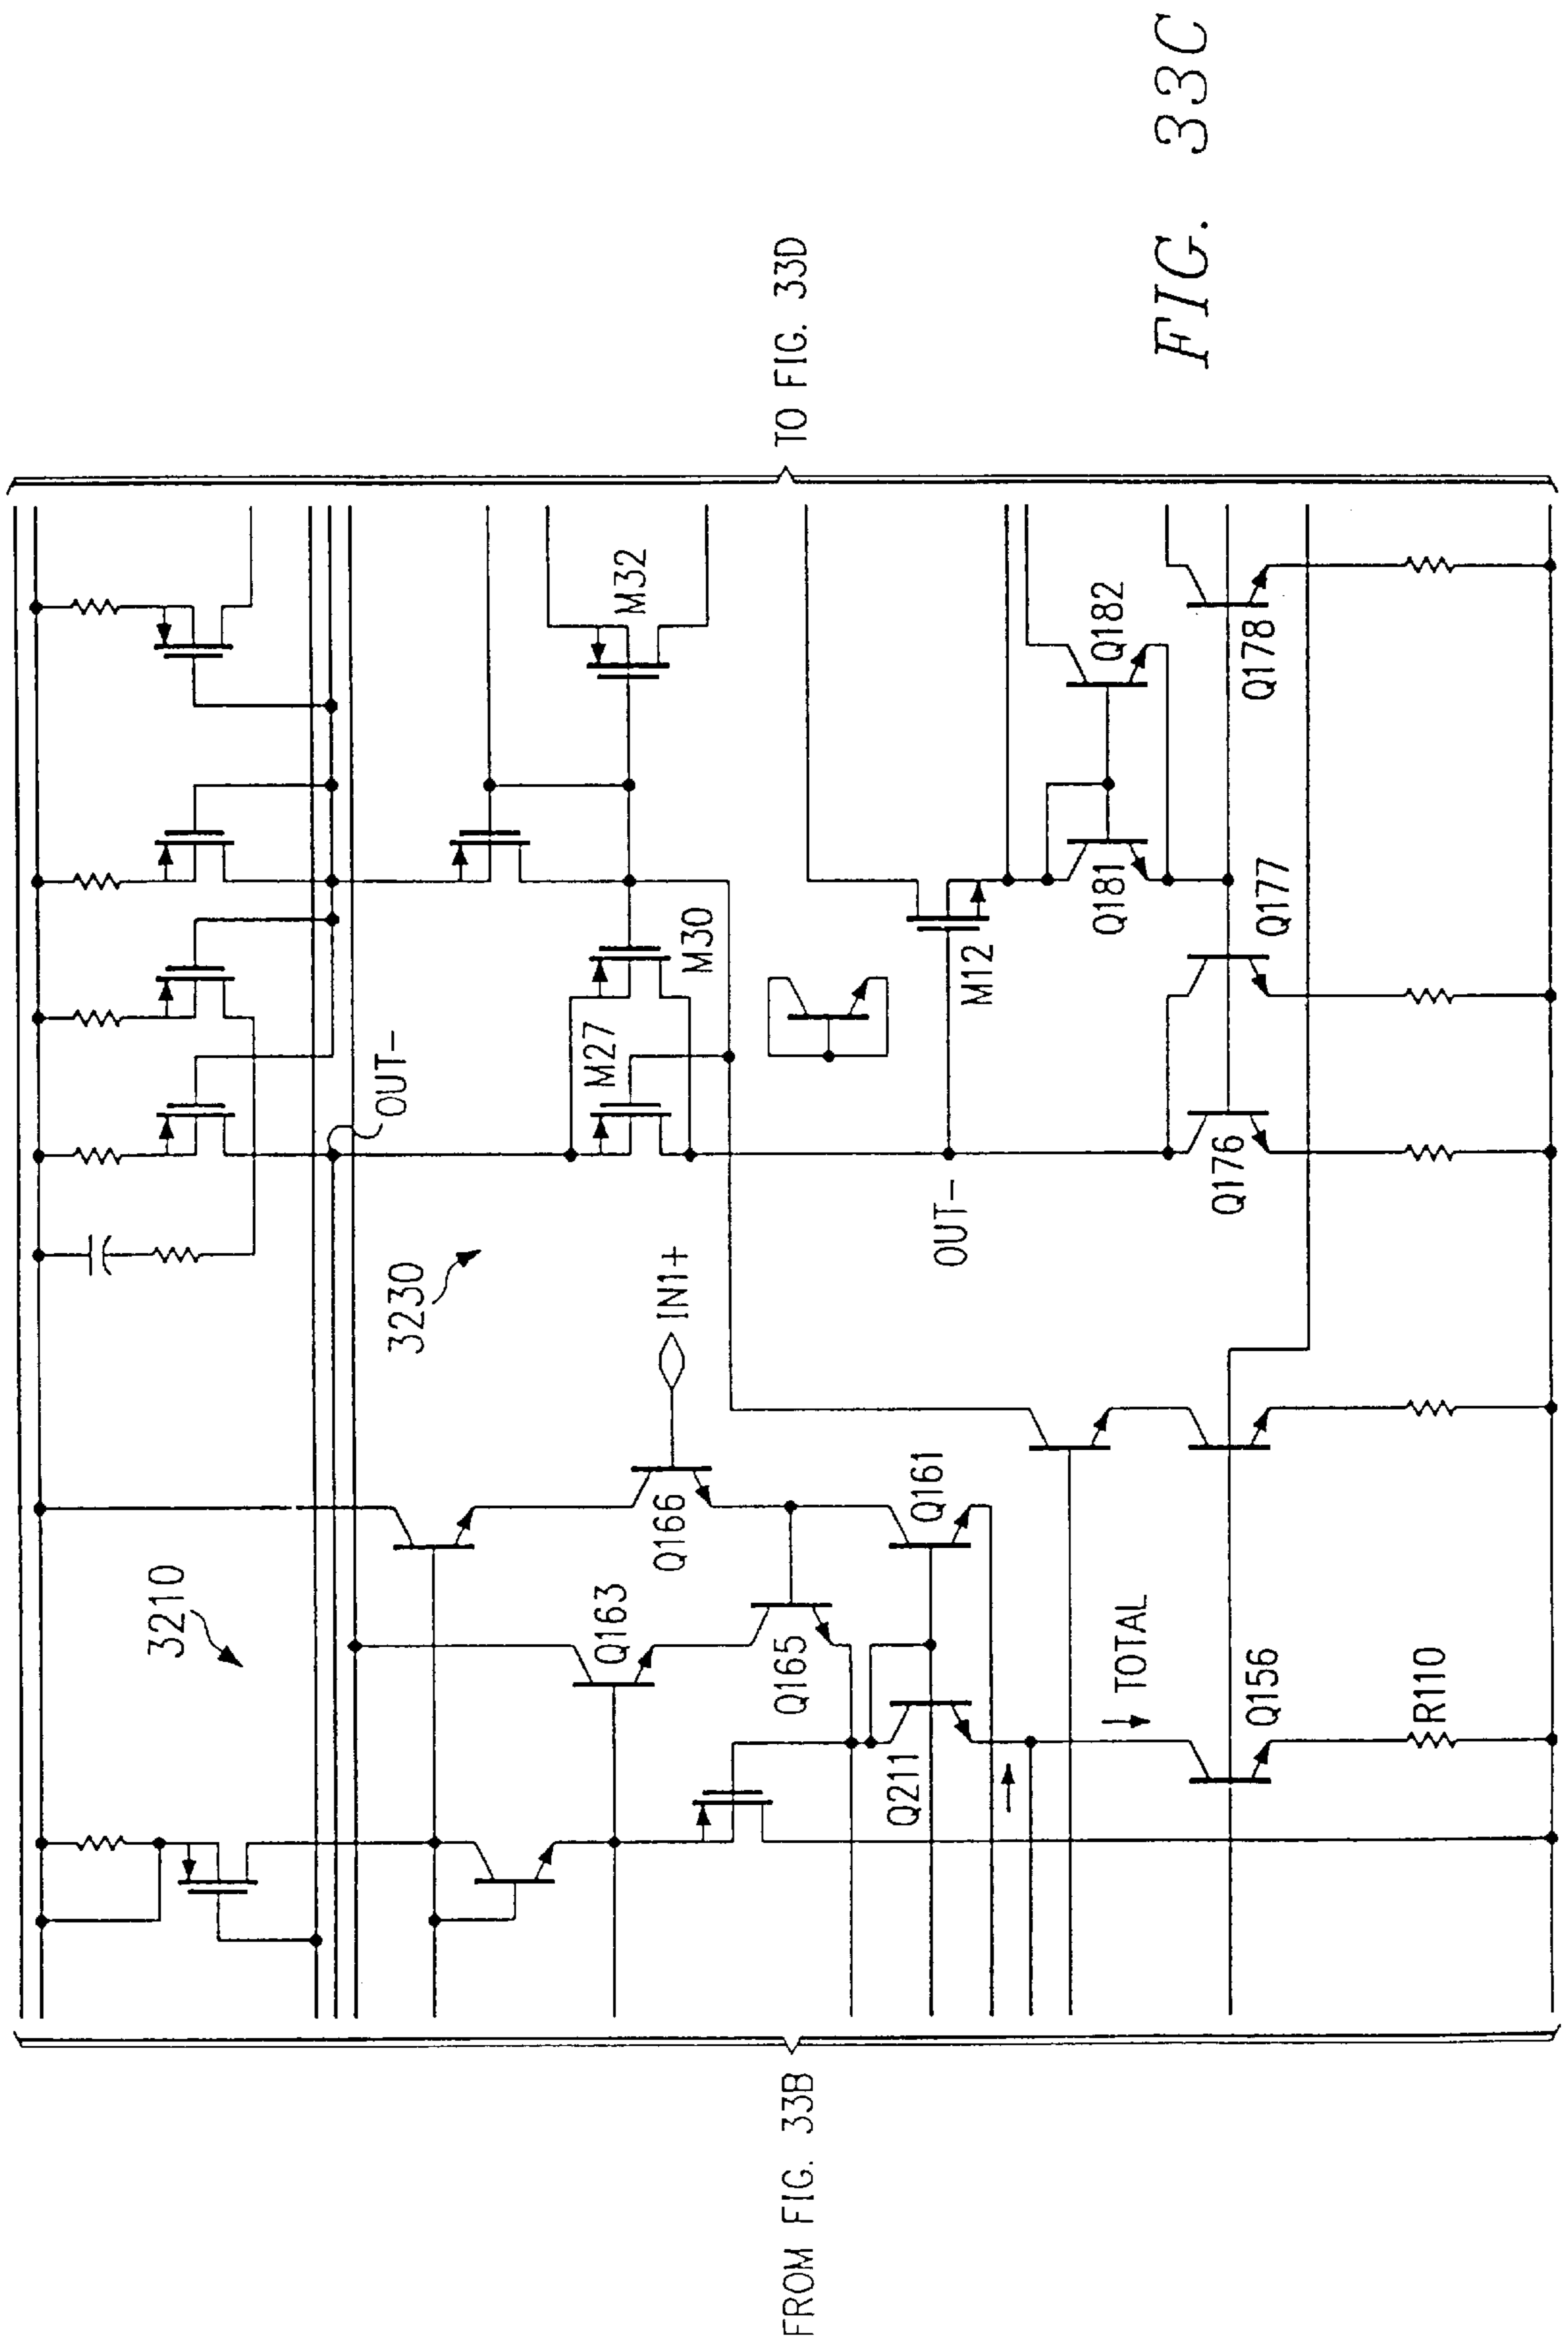 FROM FIG. 33B
3210
Q163
Q166
Q165
Q211
Q161
TOTAL
Q156
R110
IN1+
3230
OUT-
M27
M30
M32
OUT-
M12
Q181
Q182
Q176
Q177
Q178
TO FIG. 33D
FIG. 33C